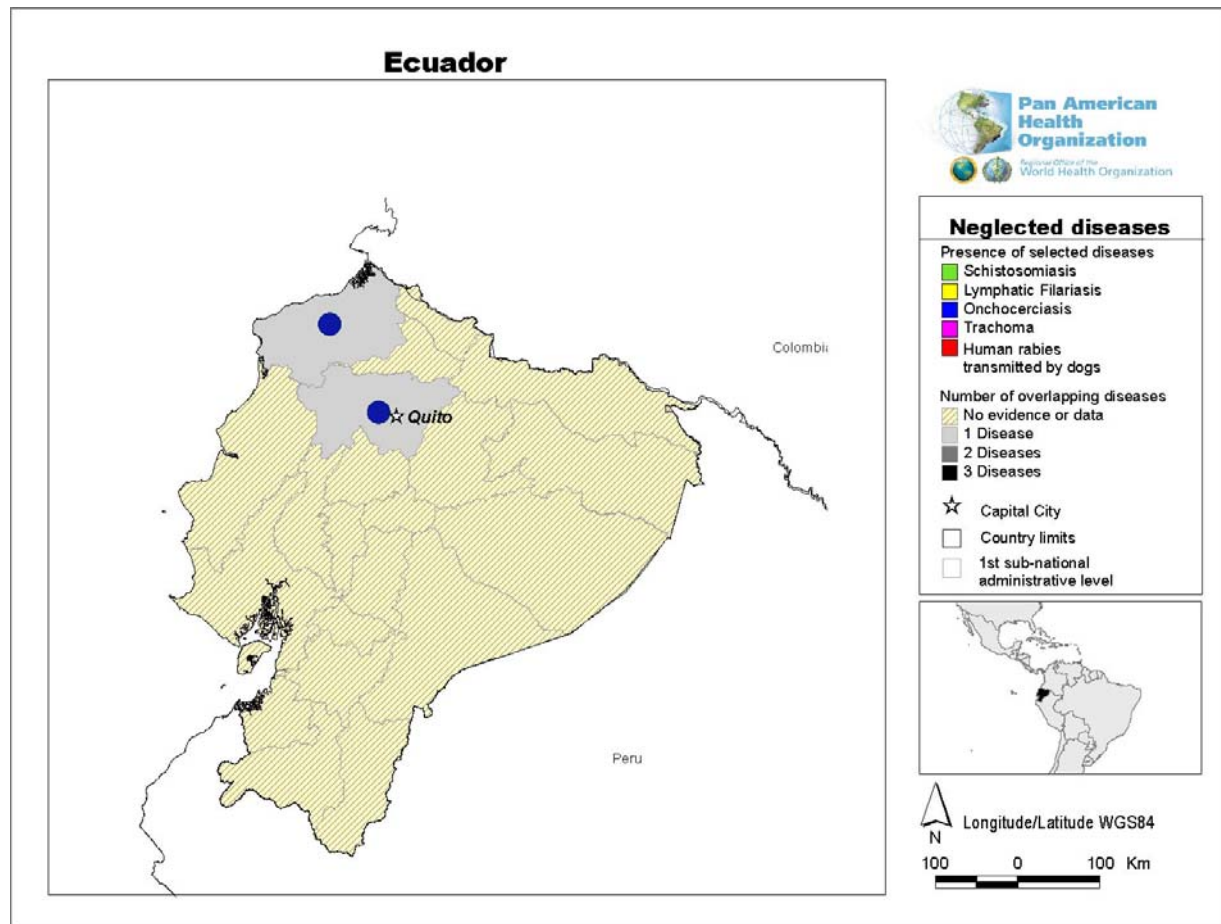 Ecuador
Colombia
Quito
Peru
Pan American
Health
Organization
Regional Office of the
World Health Organization
Neglected diseases
Presence of selected diseases
Schistosomiasis
Lymphatic Filariasis
Onchocerciasis
Trachoma
Human rabies
transmitted by dogs
Number of overlapping diseases
No evidence or data
1 Disease
2 Diseases
3 Diseases
Capital City
Country limits
1st sub-national
administrative level
N
Longitude/Latitude WGS84
100 0 100 Km